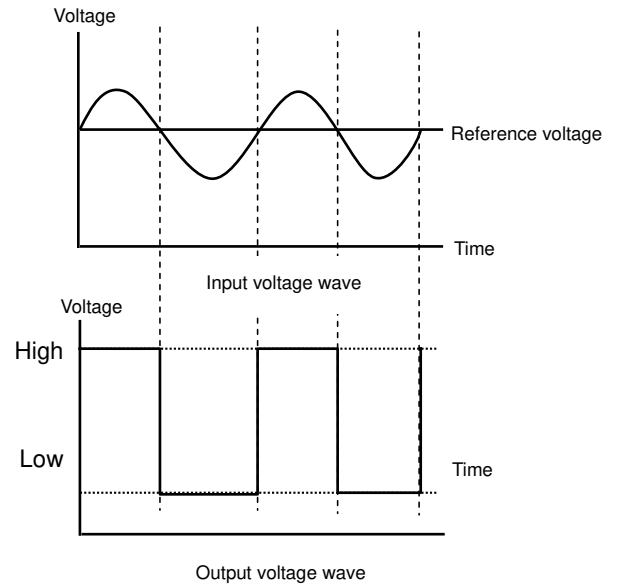 Voltage
Reference voltage
Time
Input voltage wave
Voltage
High
Low
Time
Output voltage wave